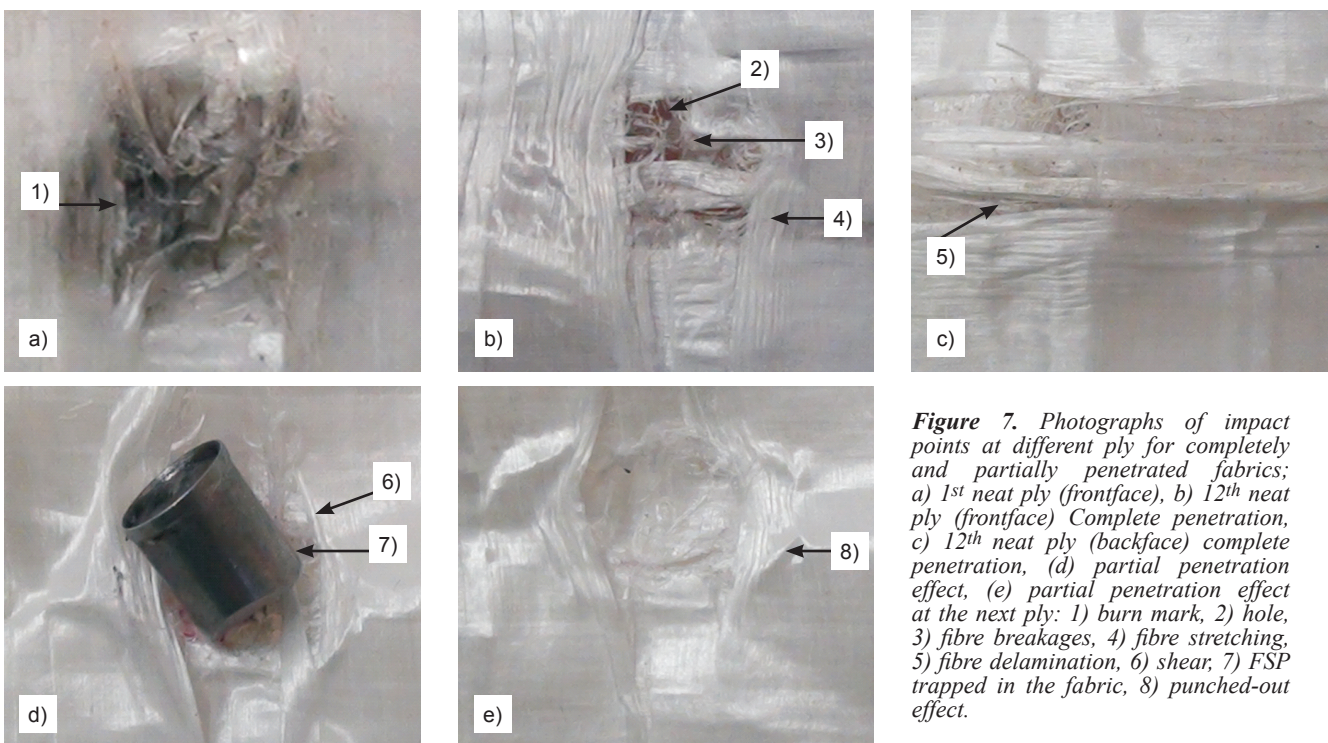 1)
a)
2)
3)
4)
b)
5)
c)
6)
7)
d)
8)
e)
Figure 7. Photographs of impact
points at different ply for completely
and partially penetrated fabrics;
a) 1st neat ply (frontface), b) 12th neat
ply (frontface) Complete penetration,
c) 12th neat ply (backface) complete
penetration, (d) partial penetration
effect, (e) partial penetration effect
at the next ply: 1) burn mark, 2) hole,
3) fibre breakages, 4) fibre stretching,
5) fibre delamination, 6) shear, 7) FSP
trapped in the fabric, 8) punched-out
effect.